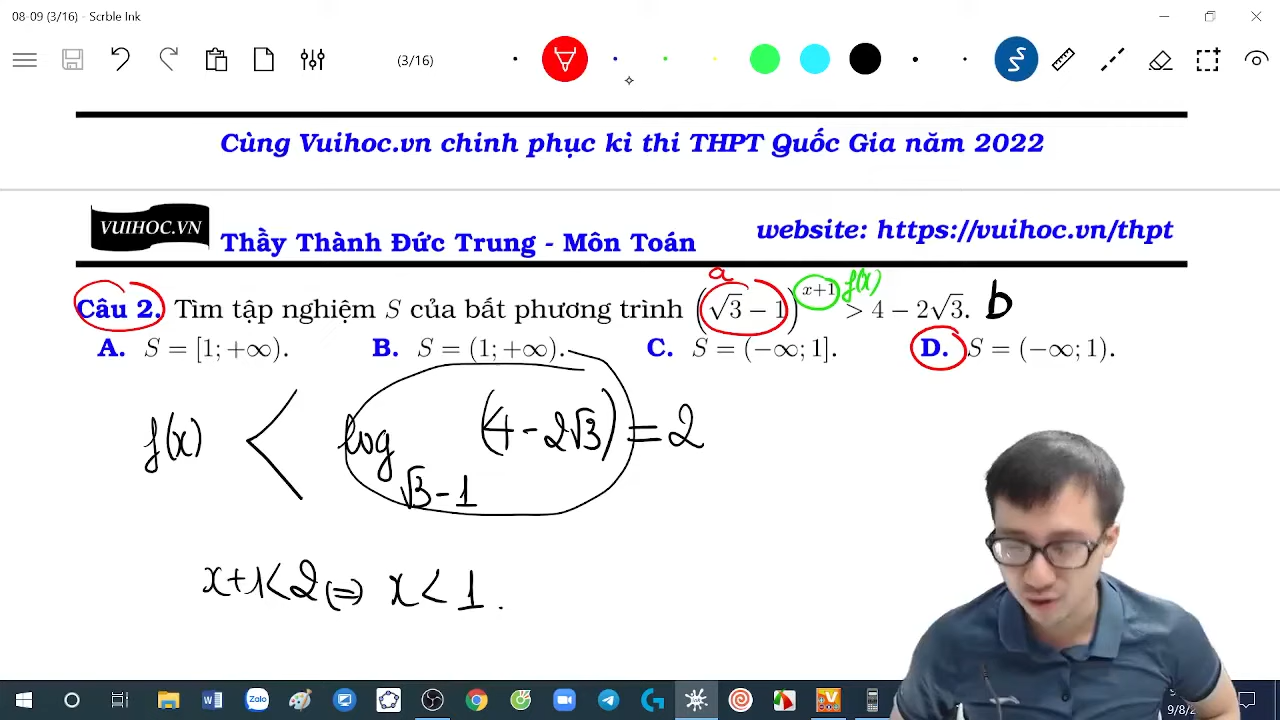 08-09 (3/16) - Scrble Ink
(3/16)
Cùng Vuihoc.vn chinh phục kì thi THPT Quốc Gia năm 2022
VUIHOC.VN
Thầy Thành Đức Trung - Môn Toán
website: https://vuihoc.vn/thpt
a
f(x)
Câu 2. Tìm tập nghiệm S của bất phương trình (√3 − 1)^(x+1) > 4 − 2√3. b
A. S = [1; +∞). B. S = (1; +∞). C. S = (−∞; 1]. D. S = (−∞; 1).
f(x) < log_(√3−1) (4−2√3) = 2
x+1<2 ⇔ x < 1.
Zalo